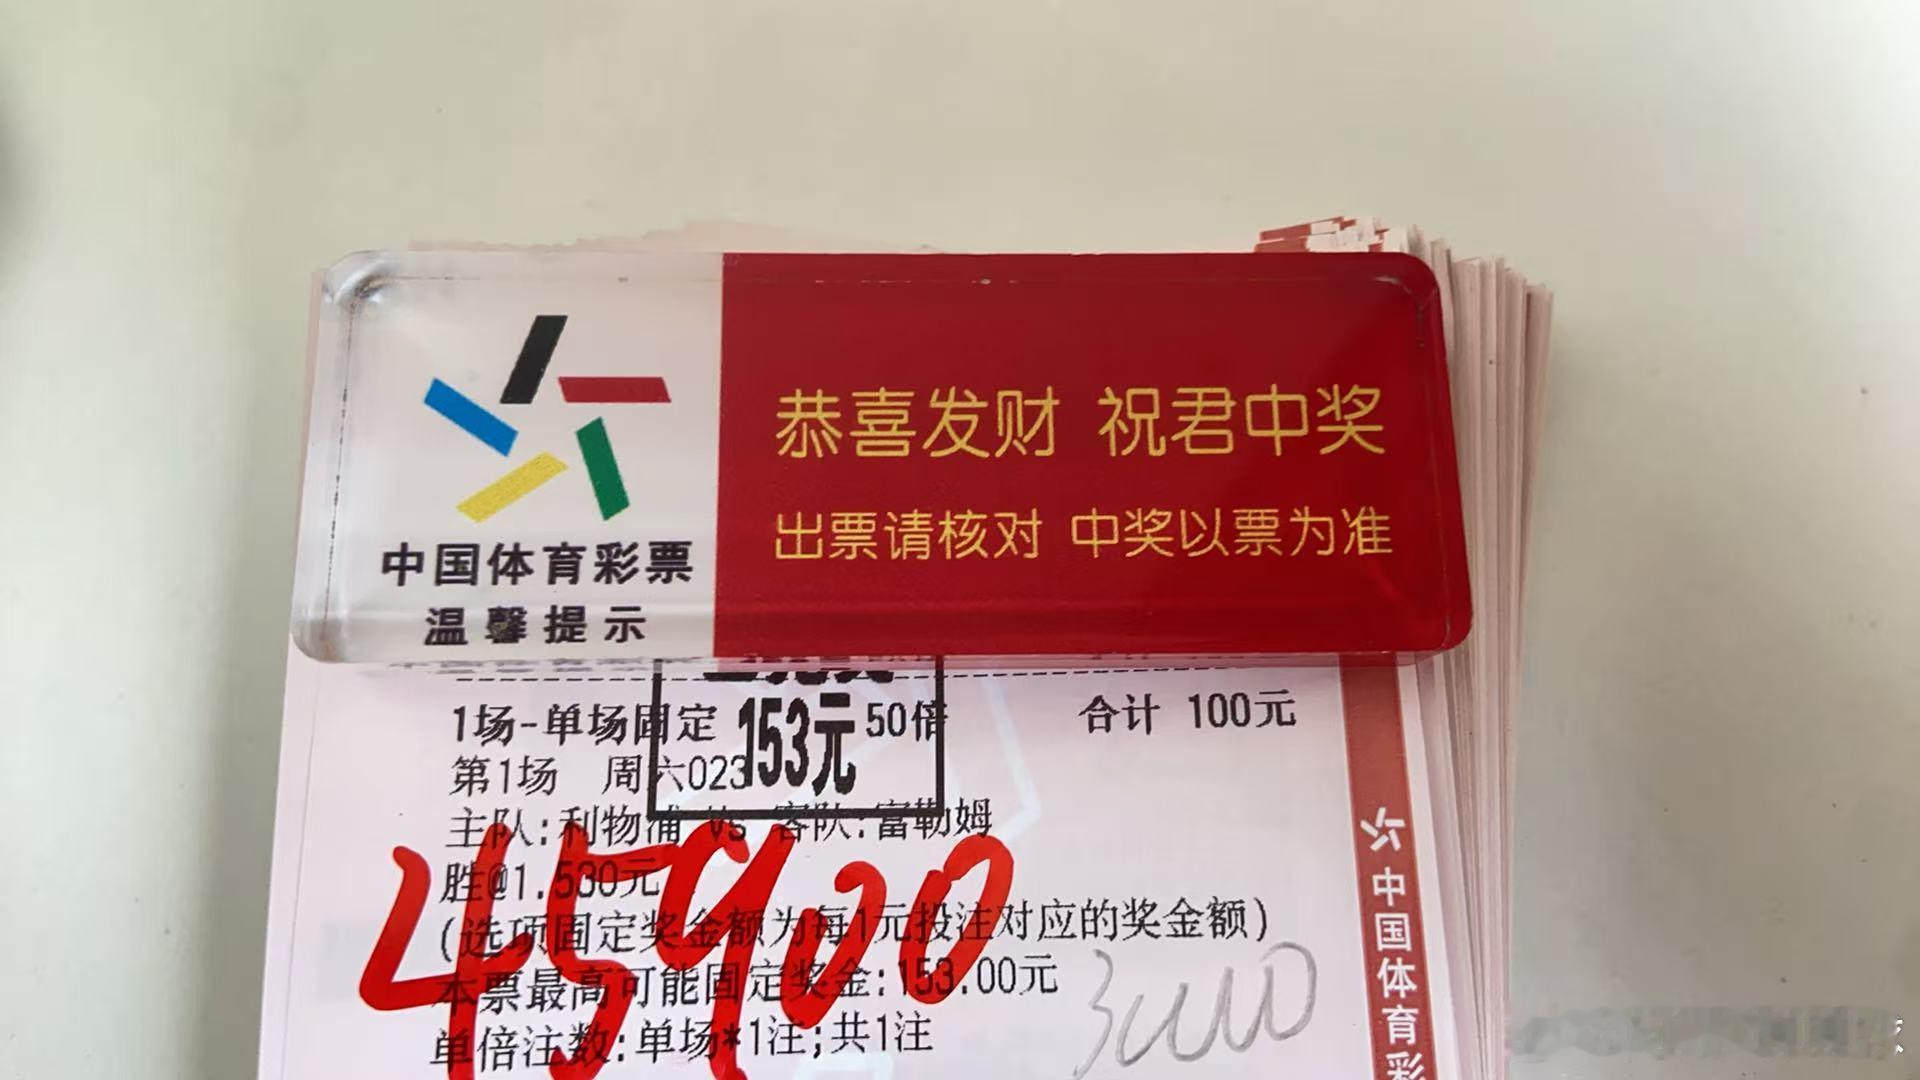 恭喜发财 祝君中奖
出票请核对 中奖以票为准
中国体育彩票
温馨提示
1场-单场固定 50倍 合计 100元
153元
第1场 周六023
主队:利物浦 Vs 客队:富勒姆
胜@1.530元
(选项固定奖金额为每1元投注对应的奖金额)
本票最高可能固定奖金:153.00元
单倍注数:单场*1注;共1注
45900
中国体育彩